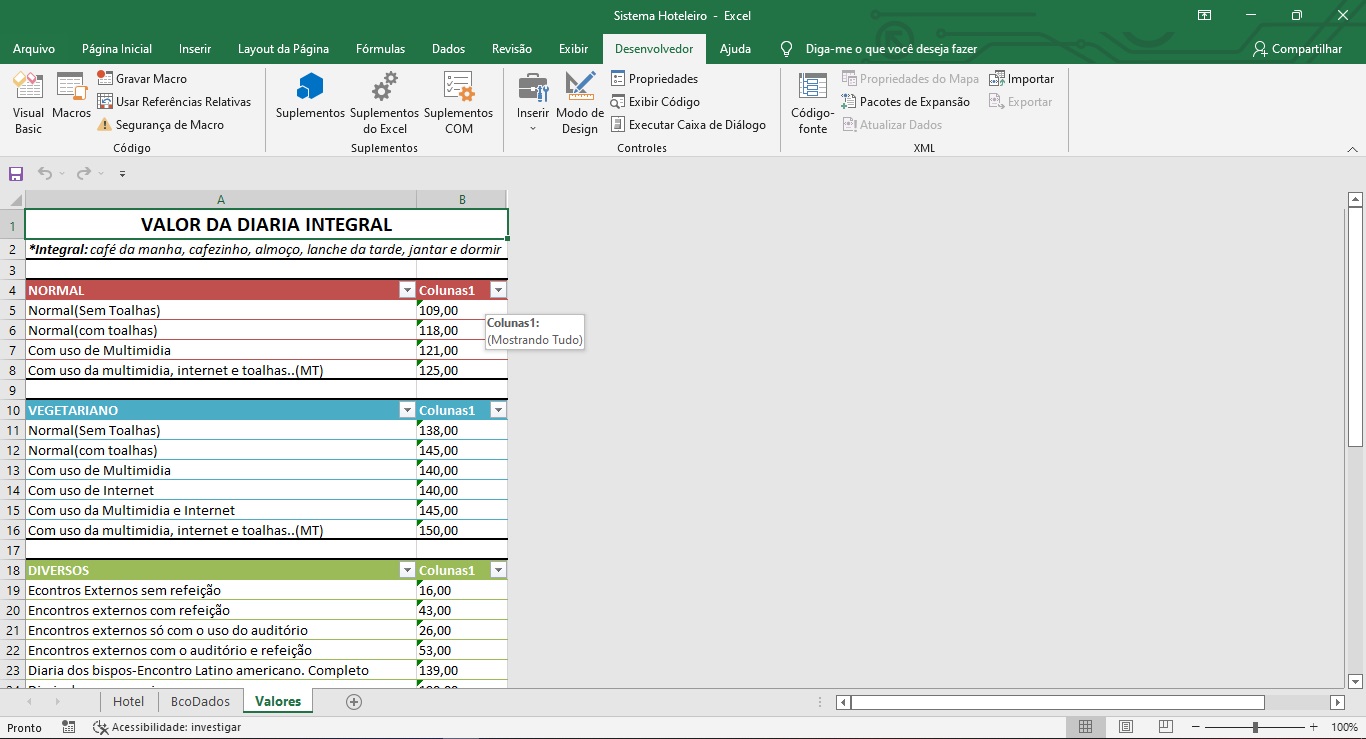 Sistema Hoteleiro - Excel
Arquivo Página Inicial Inserir Layout da Página Fórmulas Dados Revisão Exibir Desenvolvedor Ajuda Diga-me o que você deseja fazer Compartilhar
Visual Basic
Macros
Gravar Macro
Usar Referências Relativas
Segurança de Macro
Código
Suplementos
Suplementos do Excel
Suplementos COM
Suplementos
Inserir
Modo de Design
Propriedades
Exibir Código
Executar Caixa de Diálogo
Controles
Código-fonte
Propriedades do Mapa
Pacotes de Expansão
Atualizar Dados
Importar
Exportar
XML
A B
1 VALOR DA DIARIA INTEGRAL
2 *Integral: café da manha, cafezinho, almoço, lanche da tarde, jantar e dormir
3
4 NORMAL Colunas1
5 Normal(Sem Toalhas) 109,00
6 Normal(com toalhas) 118,00
7 Com uso de Multimidia 121,00
8 Com uso da multimidia, internet e toalhas..(MT) 125,00
Colunas1:
(Mostrando Tudo)
9
10 VEGETARIANO Colunas1
11 Normal(Sem Toalhas) 138,00
12 Normal(com toalhas) 145,00
13 Com uso de Multimidia 140,00
14 Com uso de Internet 140,00
15 Com uso da Multimidia e Internet 145,00
16 Com uso da multimidia, internet e toalhas..(MT) 150,00
17
18 DIVERSOS Colunas1
19 Econtros Externos sem refeição 16,00
20 Encontros externos com refeição 43,00
21 Encontros externos só com o uso do auditório 26,00
22 Encontros externos com o auditório e refeição 53,00
23 Diaria dos bispos-Encontro Latino americano. Completo 139,00
Hotel BcoDados Valores
Pronto Acessibilidade: investigar 100%